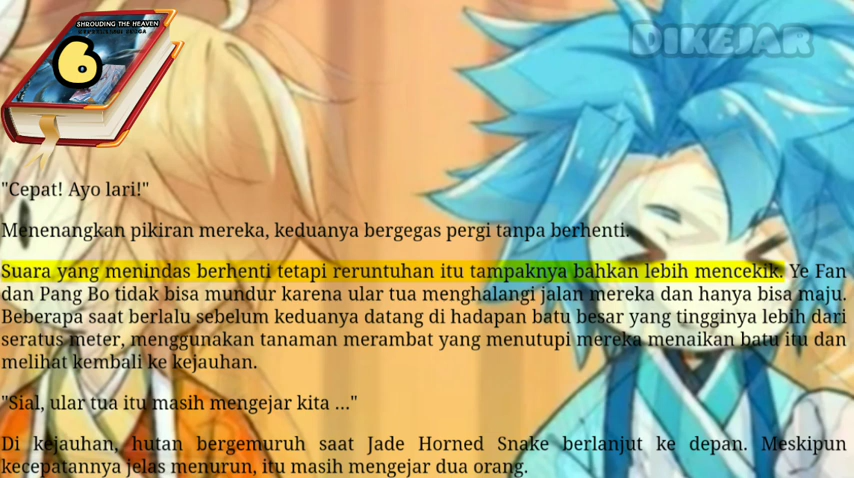 SHROUDING THE HEAVEN
6
DIKEJAR
"Cepat! Ayo lari!"
Menenangkan pikiran mereka, keduanya bergegas pergi tanpa berhenti.
Suara yang menindas berhenti tetapi reruntuhan itu tampaknya bahkan lebih mencekik. Ye Fan
dan Pang Bo tidak bisa mundur karena ular tua menghalangi jalan mereka dan hanya bisa maju.
Beberapa saat berlalu sebelum keduanya datang di hadapan batu besar yang tingginya lebih dari
seratus meter, menggunakan tanaman merambat yang menutupi mereka menaikan batu itu dan
melihat kembali ke kejauhan.
"Sial, ular tua itu masih mengejar kita ..."
Di kejauhan, hutan bergemuruh saat Jade Horned Snake berlanjut ke depan. Meskipun
kecepatannya jelas menurun, itu masih mengejar dua orang.